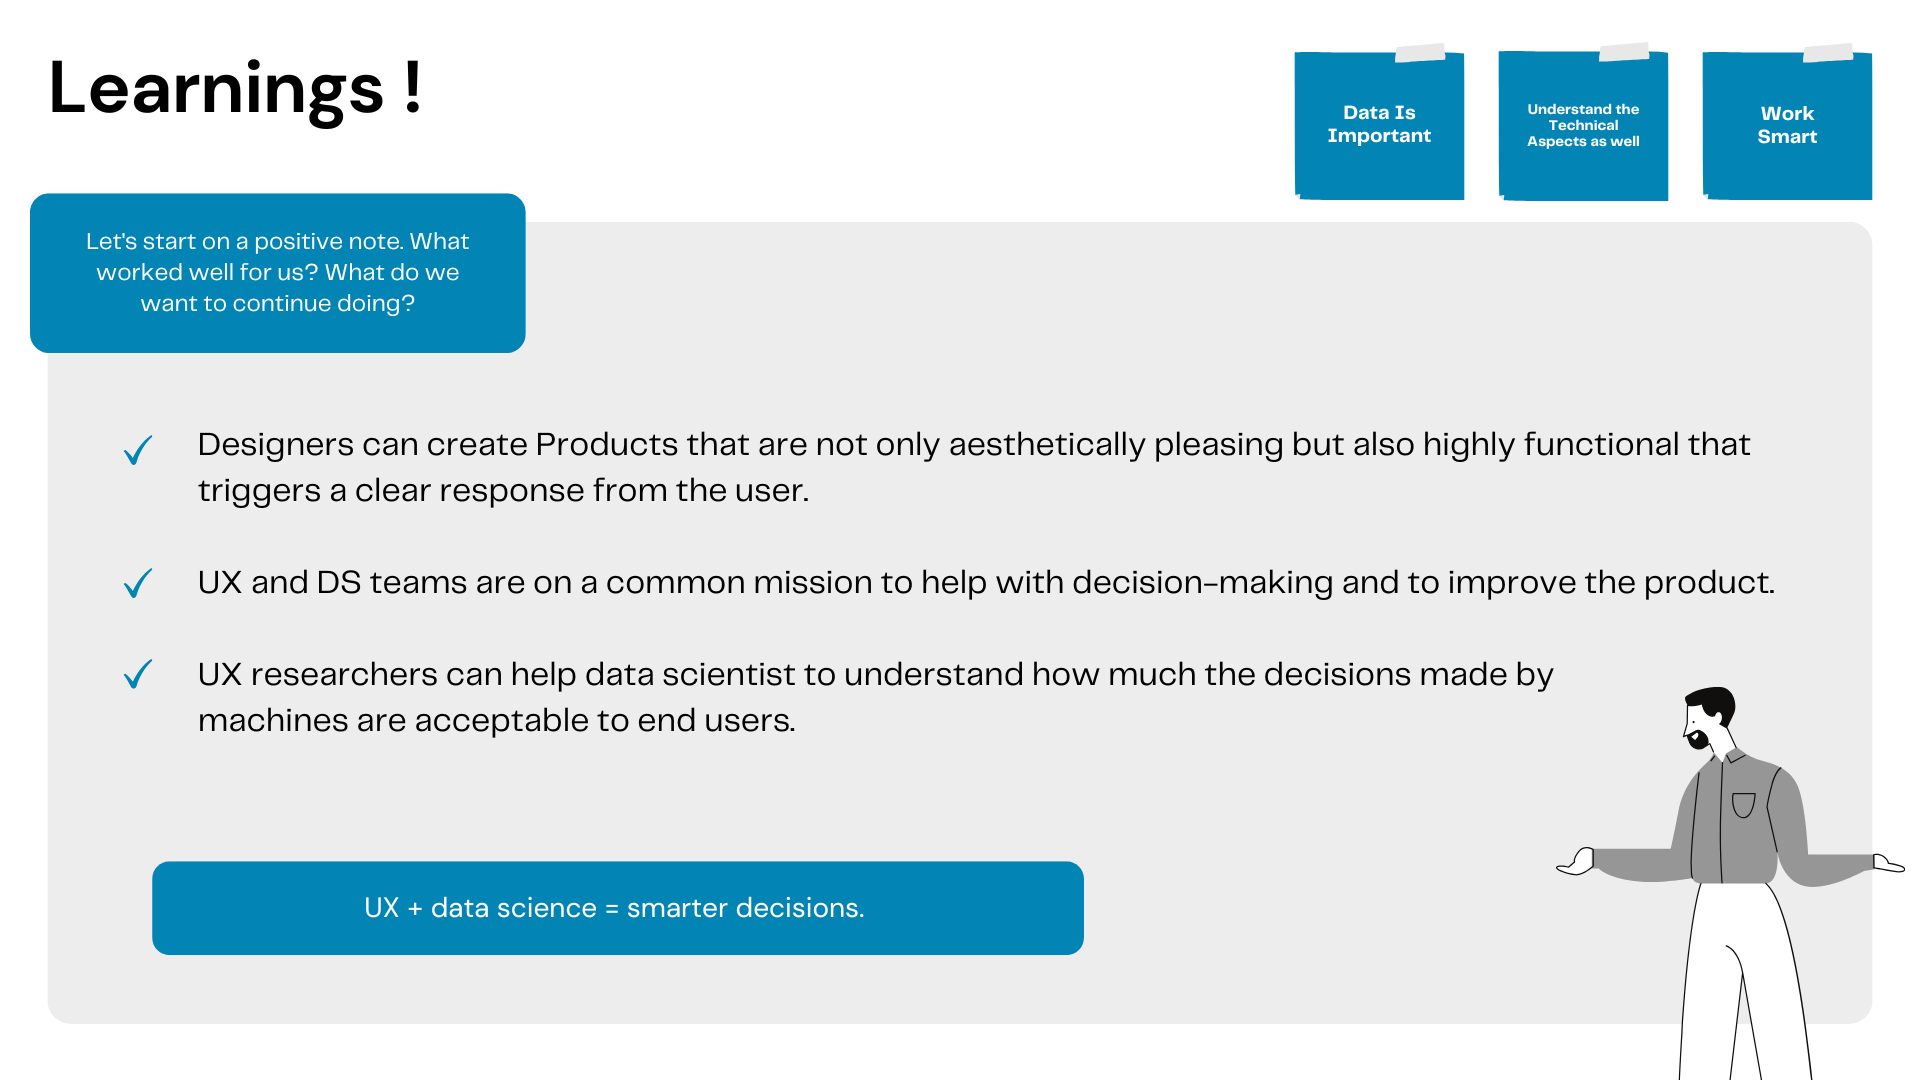 Learnings !
Data Is
Important
Understand the
Technical
Aspects as well
Work
Smart
Let's start on a positive note. What
worked well for us? What do we
want to continue doing?
Designers can create Products that are not only aesthetically pleasing but also highly functional that
triggers a clear response from the user.
UX and DS teams are on a common mission to help with decision-making and to improve the product.
UX researchers can help data scientist to understand how much the decisions made by
machines are acceptable to end users.
UX + data science = smarter decisions.